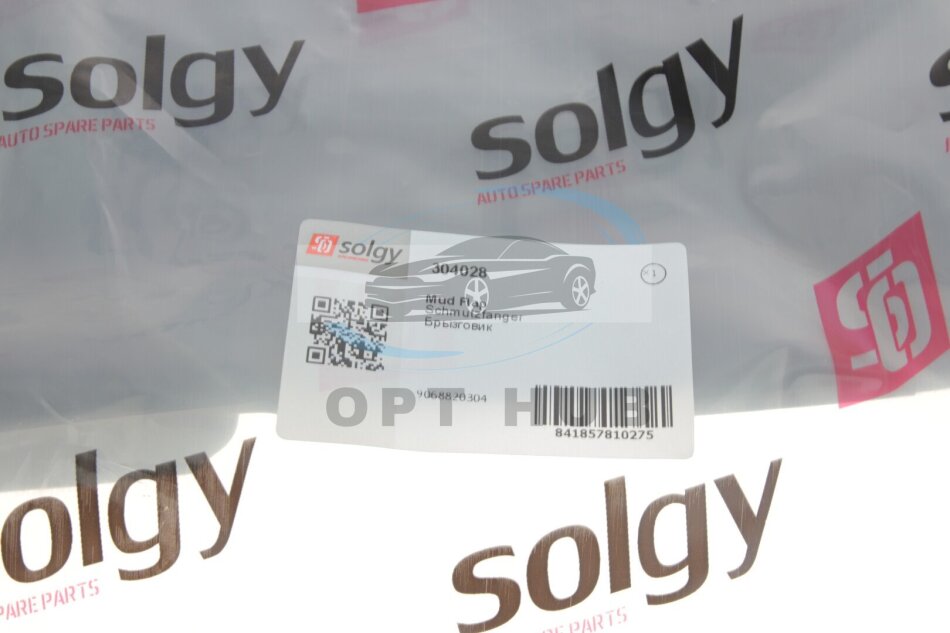 solgy
AUTO SPARE PARTS
solgy
AUTO SPARE PARTS
solgy
304028
x1
Mud Flap
Schmutzfänger
Брызговик
9068820304
OPT HUB
841857810275
solgy
SPARE PARTS
solgy
PARTS